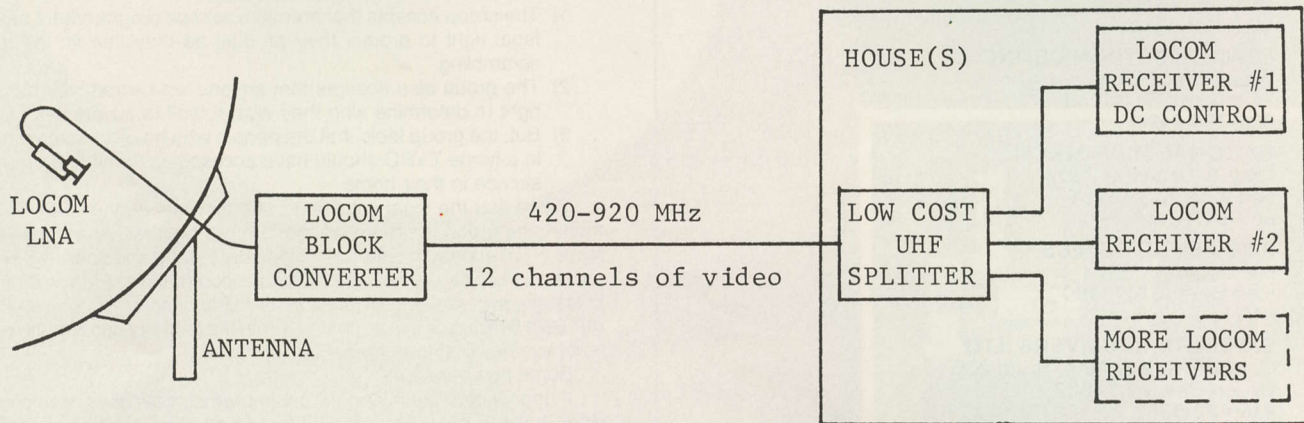 LOCOM
LNA
ANTENNA
LOCOM
BLOCK
CONVERTER
420-920 MHz
12 channels of video
HOUSE(S)
LOW COST
UHF
SPLITTER
LOCOM
RECEIVER #1
DC CONTROL
LOCOM
RECEIVER #2
MORE LOCOM
RECEIVERS